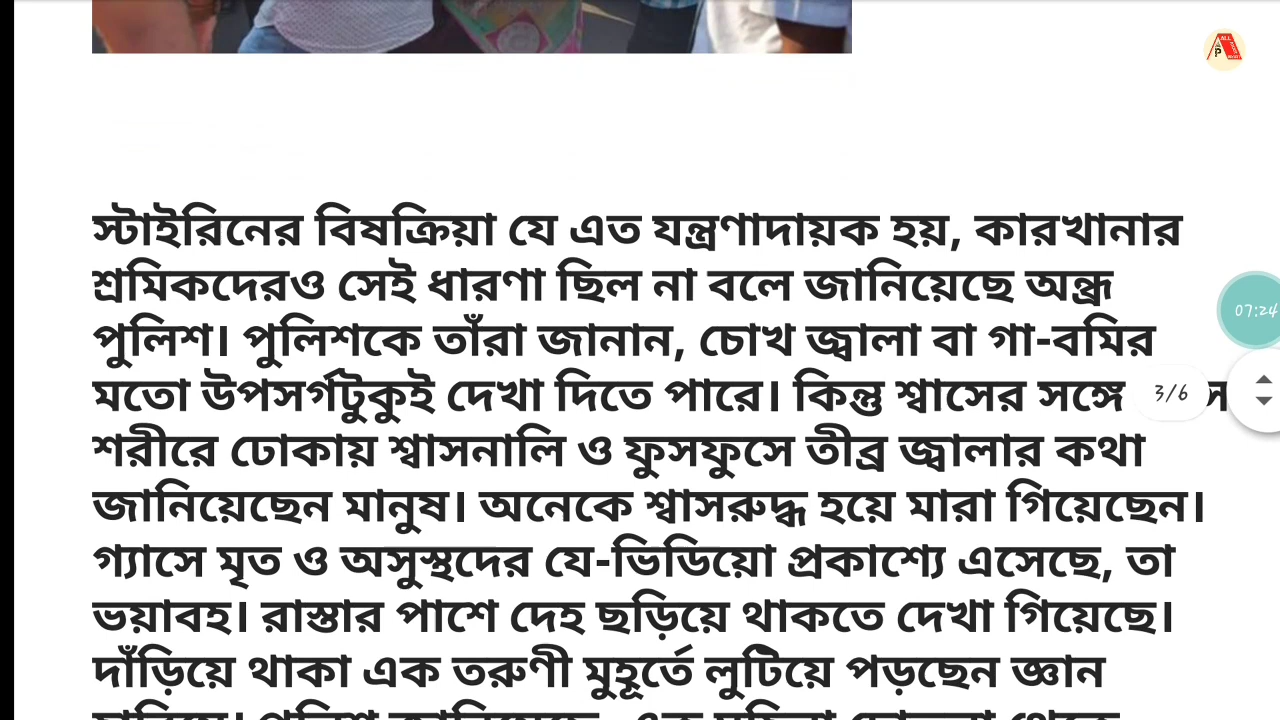 স্টাইরিনের বিষক্রিয়া যে এত যন্ত্রণাদায়ক হয়, কারখানার
শ্রমিকদেরও সেই ধারণা ছিল না বলে জানিয়েছে অন্ধ্র
পুলিশ। পুলিশকে তাঁরা জানান, চোখ জ্বালা বা গা-বমির
07:24
মতো উপসর্গটুকুই দেখা দিতে পারে। কিন্তু শ্বাসের সঙ্গে
3/6
শরীরে ঢোকায় শ্বাসনালি ও ফুসফুসে তীব্র জ্বালার কথা
জানিয়েছেন মানুষ। অনেকে শ্বাসরুদ্ধ হয়ে মারা গিয়েছেন।
গ্যাসে মৃত ও অসুস্থদের যে-ভিডিয়ো প্রকাশ্যে এসেছে, তা
ভয়াবহ। রাস্তার পাশে দেহ ছড়িয়ে থাকতে দেখা গিয়েছে।
দাঁড়িয়ে থাকা এক তরুণী মুহূর্তে লুটিয়ে পড়ছেন জ্ঞান